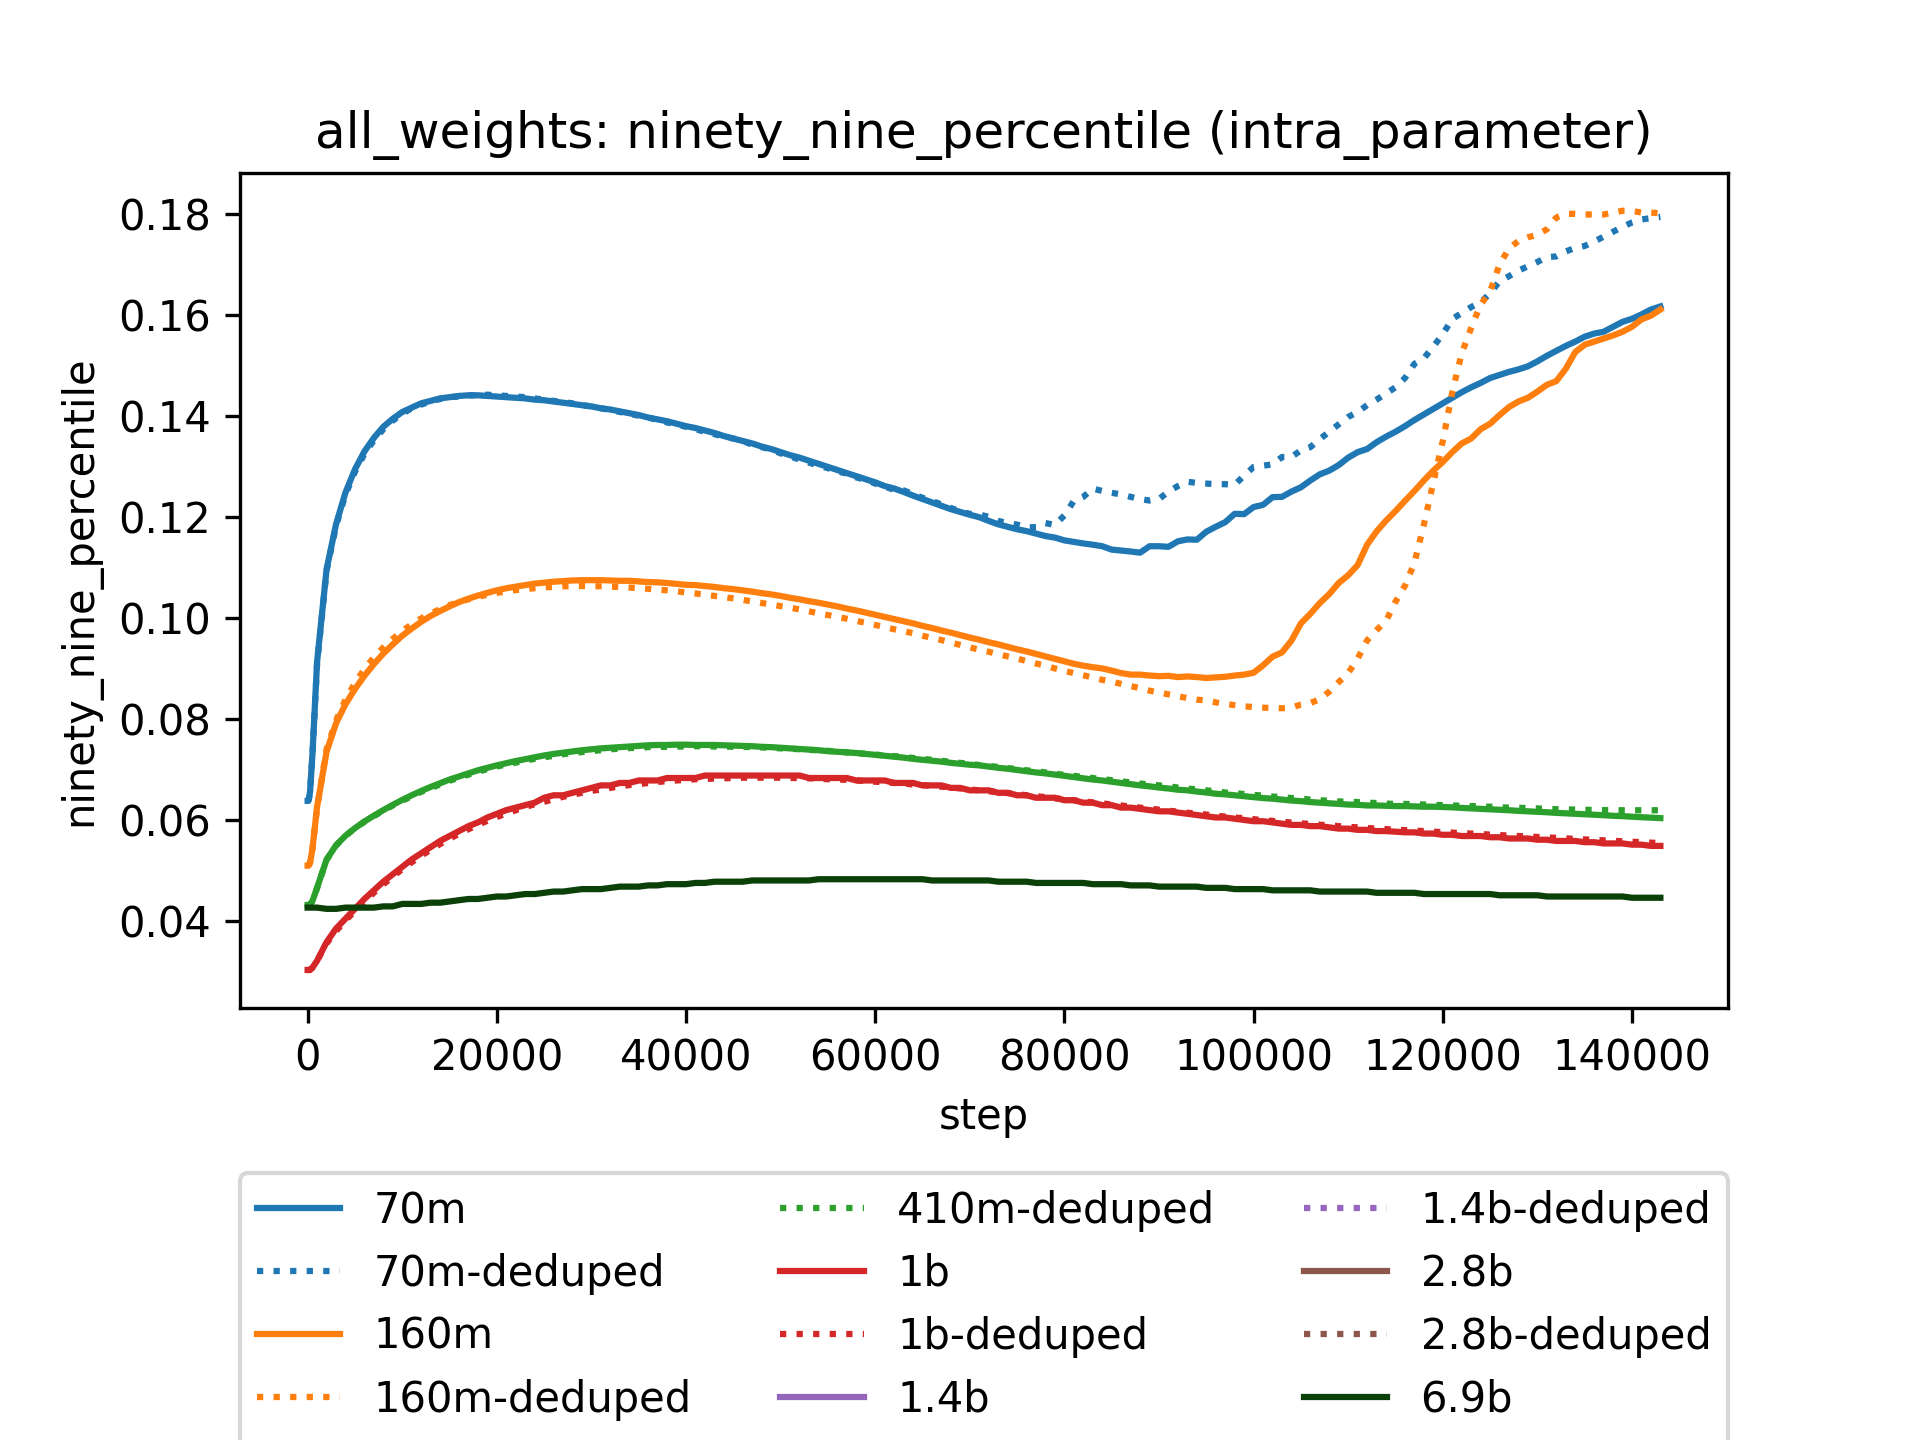 all_weights: ninety_nine_percentile (intra_parameter)
ninety_nine_percentile
0.18
0.16
0.14
0.12
0.10
0.08
0.06
0.04
0 20000 40000 60000 80000 100000 120000 140000
step
70m
70m-deduped
160m
160m-deduped
410m-deduped
1b
1b-deduped
1.4b
1.4b-deduped
2.8b
2.8b-deduped
6.9b